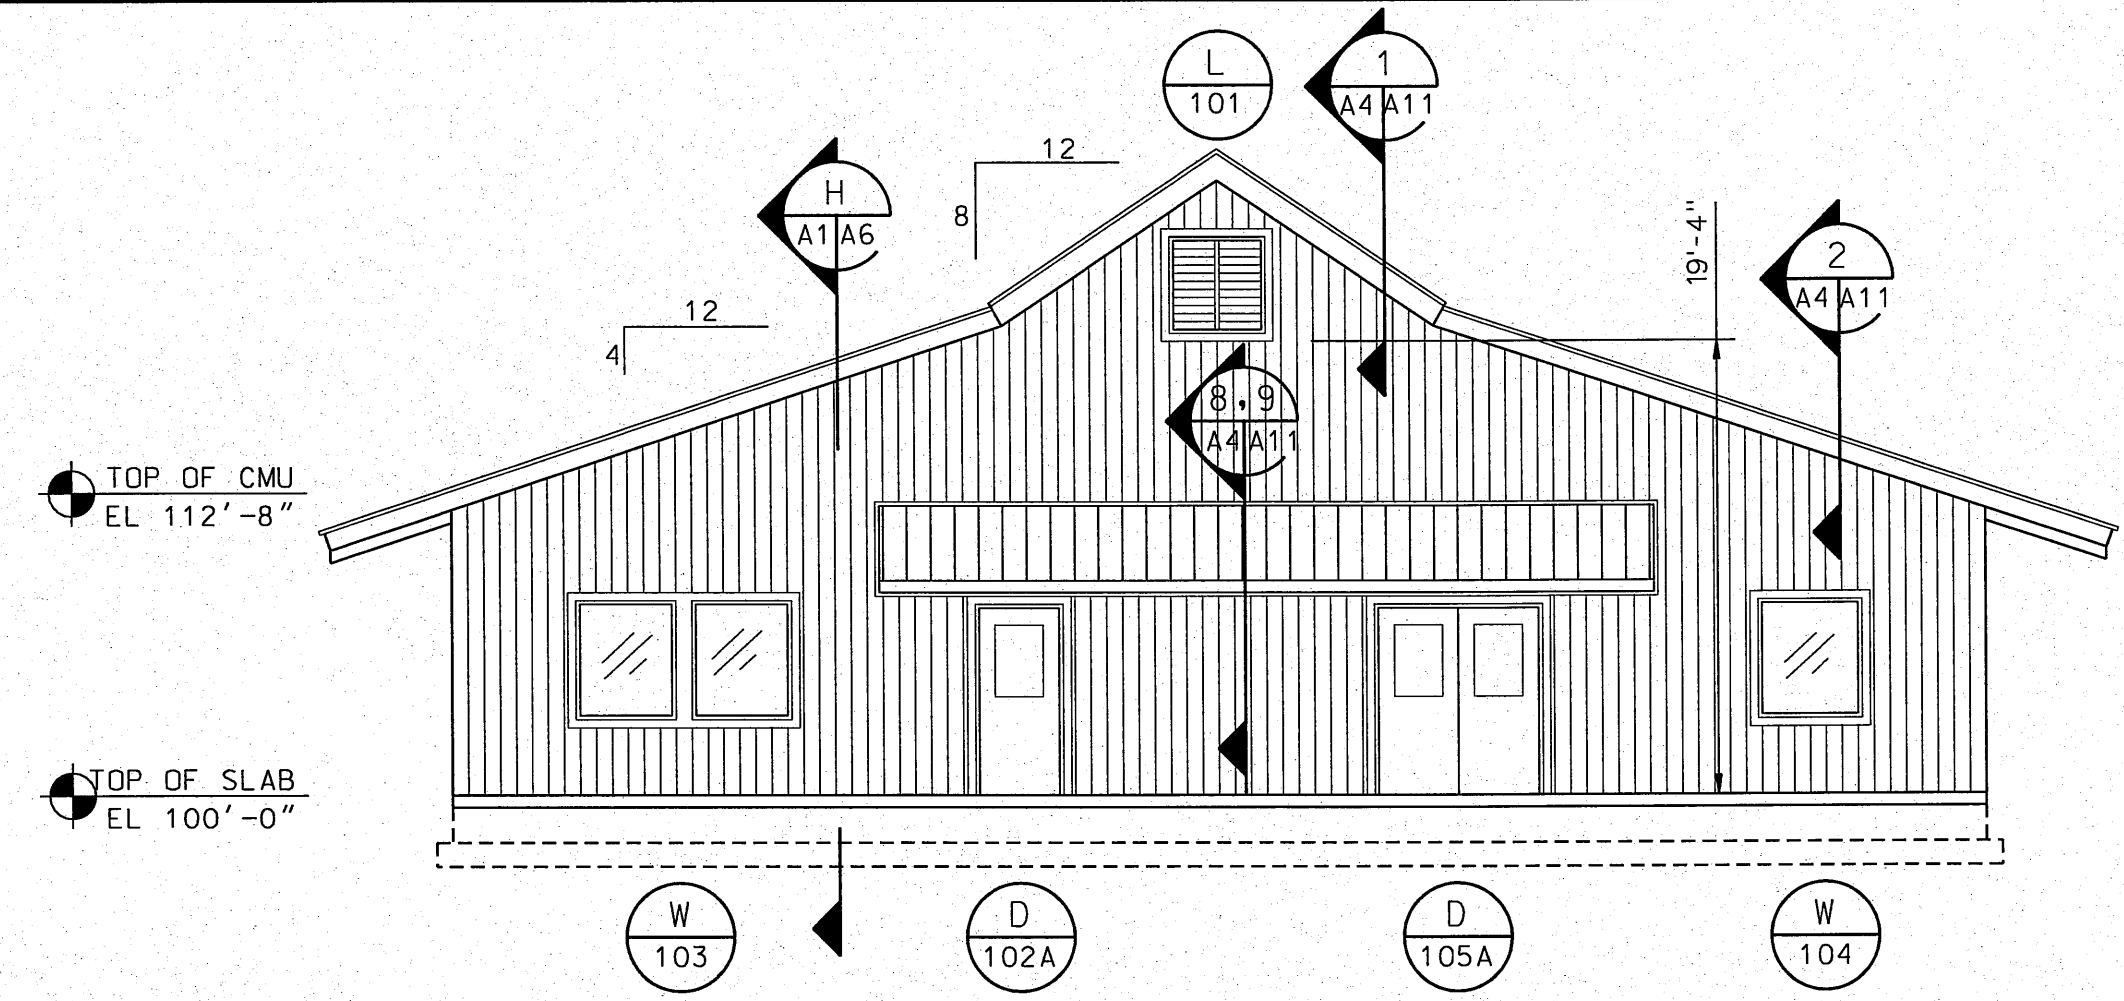 L
101
1
A4 A11
12
8
H
A1 A6
19'-4"
2
A4 A11
12
4
8,9
A4 A11
TOP OF CMU
EL 112'-8"
TOP OF SLAB
EL 100'-0"
W
103
D
102A
D
105A
W
104